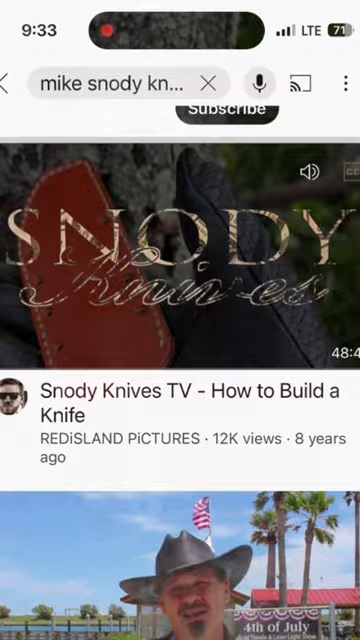 9:33
LTE 71
mike snody kn...
Subscribe
CC
SNODY
Knives
48:4
Snody Knives TV - How to Build a
Knife
REDiSLAND PiCTURES · 12K views · 8 years
ago
4th of July